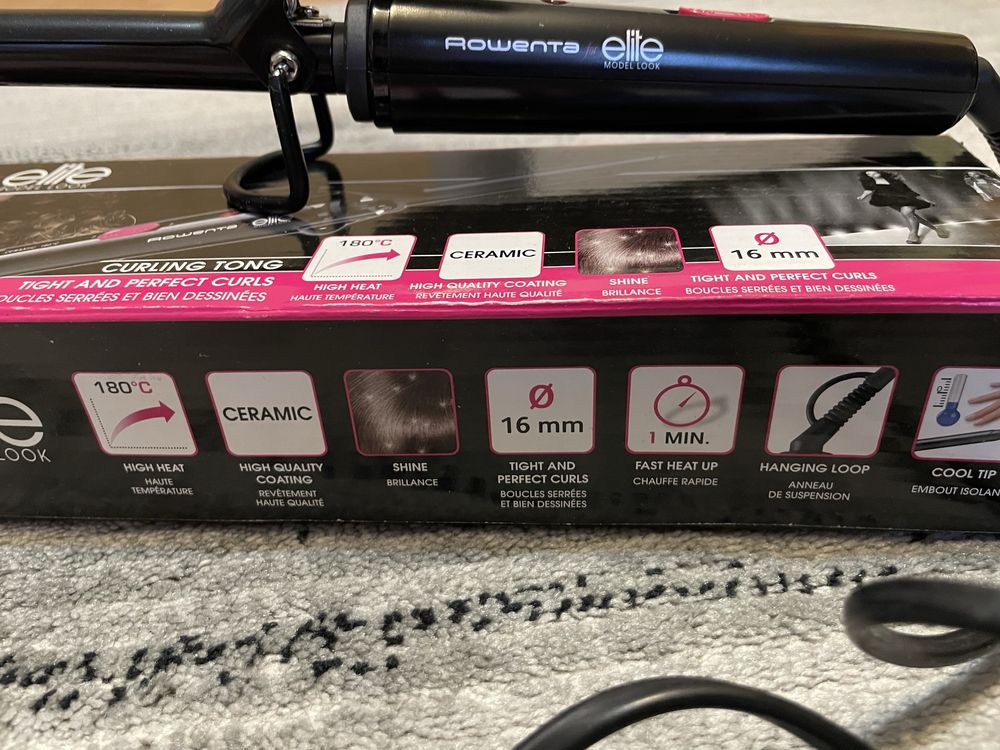 Rowenta for elite
MODEL LOOK
elite
Rowenta elite
CURLING TONG
TIGHT AND PERFECT CURLS
OUCLES SERRÉES ET BIEN DESSINÉES
180°C
HIGH HEAT
HAUTE TEMPÉRATURE
CERAMIC
HIGH QUALITY COATING
REVÊTEMENT HAUTE QUALITÉ
SHINE
BRILLANCE
Ø
16 mm
TIGHT AND PERFECT CURLS
BOUCLES SERRÉES ET BIEN DESSINÉES
e
LOOK
180°C
HIGH HEAT
HAUTE
TEMPÉRATURE
CERAMIC
HIGH QUALITY
COATING
REVÊTEMENT
HAUTE QUALITÉ
SHINE
BRILLANCE
Ø
16 mm
TIGHT AND
PERFECT CURLS
BOUCLES SERRÉES
ET BIEN DESSINÉES
1 MIN.
FAST HEAT UP
CHAUFFE RAPIDE
HANGING LOOP
ANNEAU
DE SUSPENSION
COOL TIP
EMBOUT ISOLAN